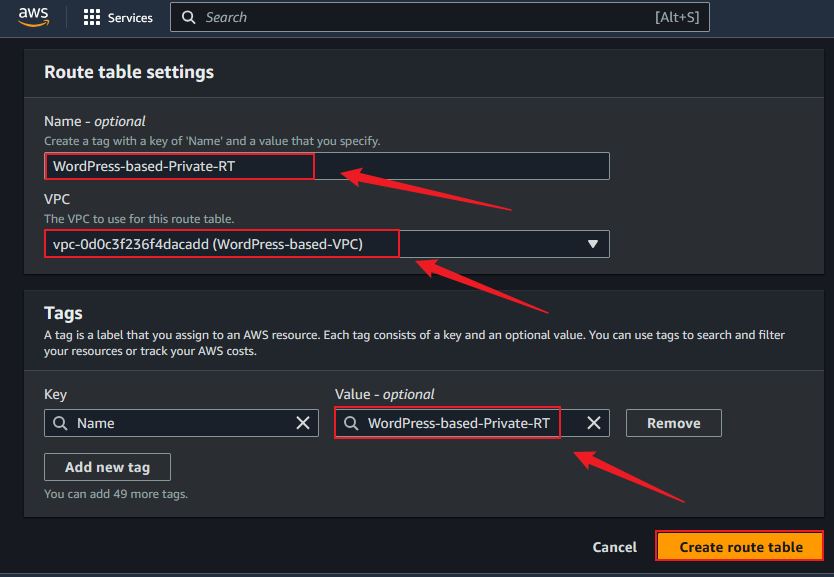 aws
Services
Search
[Alt+S]
Route table settings
Name - optional
Create a tag with a key of 'Name' and a value that you specify.
WordPress-based-Private-RT
VPC
The VPC to use for this route table.
vpc-0d0c3f236f4dacadd (WordPress-based-VPC)
Tags
A tag is a label that you assign to an AWS resource. Each tag consists of a key and an optional value. You can use tags to search and filter
your resources or track your AWS costs.
Key
Value - optional
Name
WordPress-based-Private-RT
Remove
Add new tag
You can add 49 more tags.
Cancel
Create route table